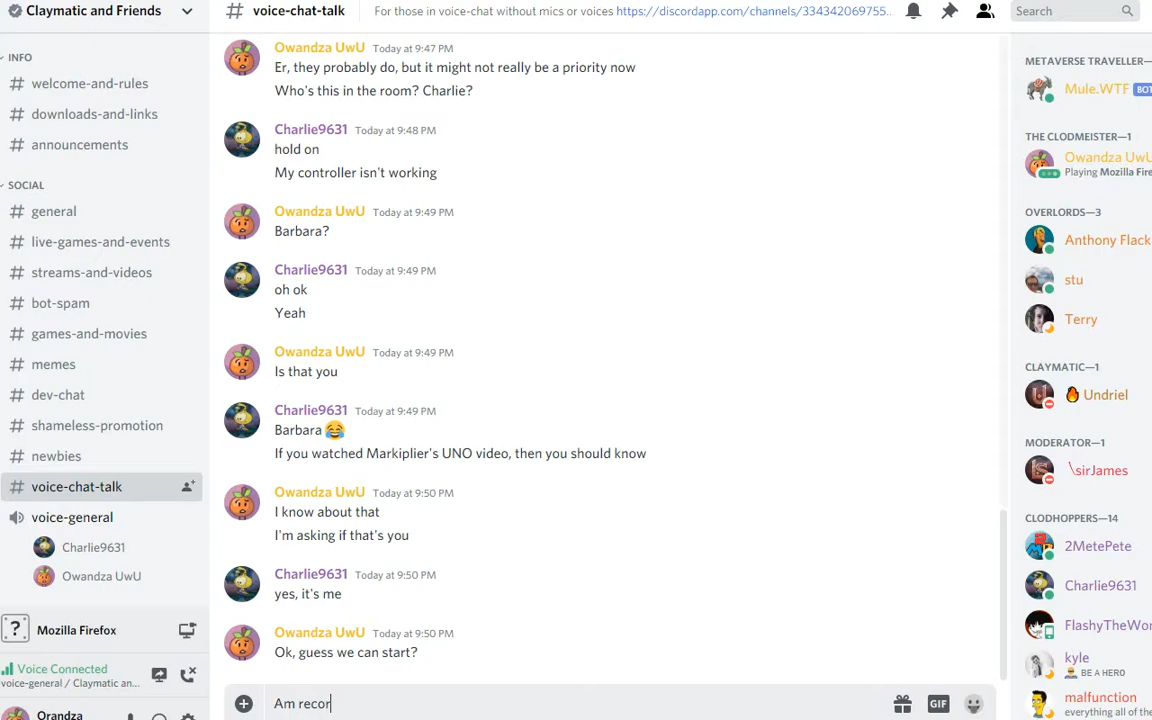 Claymatic and Friends
# voice-chat-talk
For those in voice-chat without mics or voices https://discordapp.com/channels/334342069755...
Search
INFO
# welcome-and-rules
# downloads-and-links
# announcements
SOCIAL
# general
# live-games-and-events
# streams-and-videos
# bot-spam
# games-and-movies
# memes
# dev-chat
# shameless-promotion
# newbies
# voice-chat-talk
voice-general
Charlie9631
Owandza UwU
? Mozilla Firefox
Voice Connected
voice-general / Claymatic an...
Orandza
Owandza UwU Today at 9:47 PM
Er, they probably do, but it might not really be a priority now
Who's this in the room? Charlie?
Charlie9631 Today at 9:48 PM
hold on
My controller isn't working
Owandza UwU Today at 9:49 PM
Barbara?
Charlie9631 Today at 9:49 PM
oh ok
Yeah
Owandza UwU Today at 9:49 PM
Is that you
Charlie9631 Today at 9:49 PM
Barbara 😂
If you watched Markiplier's UNO video, then you should know
Owandza UwU Today at 9:50 PM
I know about that
I'm asking if that's you
Charlie9631 Today at 9:50 PM
yes, it's me
Owandza UwU Today at 9:50 PM
Ok, guess we can start?
Am recor
GIF
METAVERSE TRAVELLER—
Mule.WTF BOT
THE CLODMEISTER—1
Owandza UwU
Playing Mozilla Fire
OVERLORDS—3
Anthony Flack
stu
Terry
CLAYMATIC—1
🔥 Undriel
MODERATOR—1
\sirJames
CLODHOPPERS—14
2MetePete
Charlie9631
FlashyTheWor
kyle
BE A HERO
malfunction
everything all of the